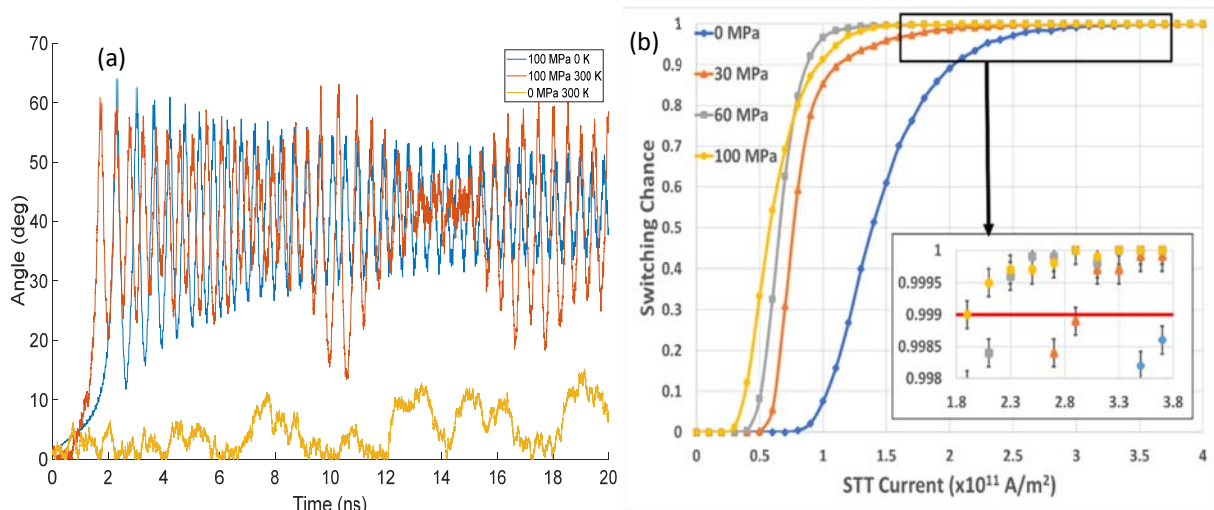 (a)
100 MPa 0 K
100 MPa 300 K
0 MPa 300 K
70
60
50
40
30
20
10
0
Angle (deg)
0 2 4 6 8 10 12 14 16 18 20
Time (ns)
(b)
0 MPa
30 MPa
60 MPa
100 MPa
1
0.9
0.8
0.7
0.6
0.5
0.4
0.3
0.2
0.1
0
Switching Chance
0 0.5 1 1.5 2 2.5 3 3.5 4
STT Current (x10¹¹ A/m²)
1
0.9995
0.999
0.9985
0.998
1.8 2.3 2.8 3.3 3.8